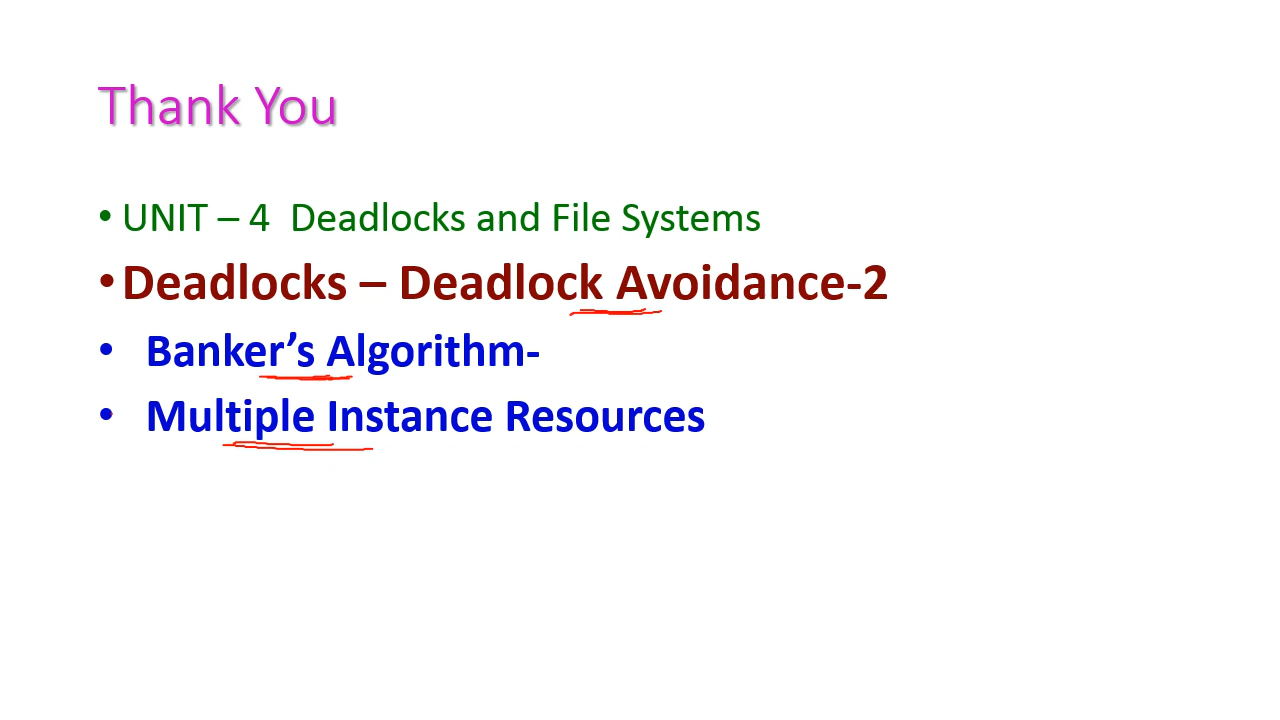 Thank You
• UNIT – 4  Deadlocks and File Systems
• Deadlocks – Deadlock Avoidance-2
• Banker’s Algorithm-
• Multiple Instance Resources